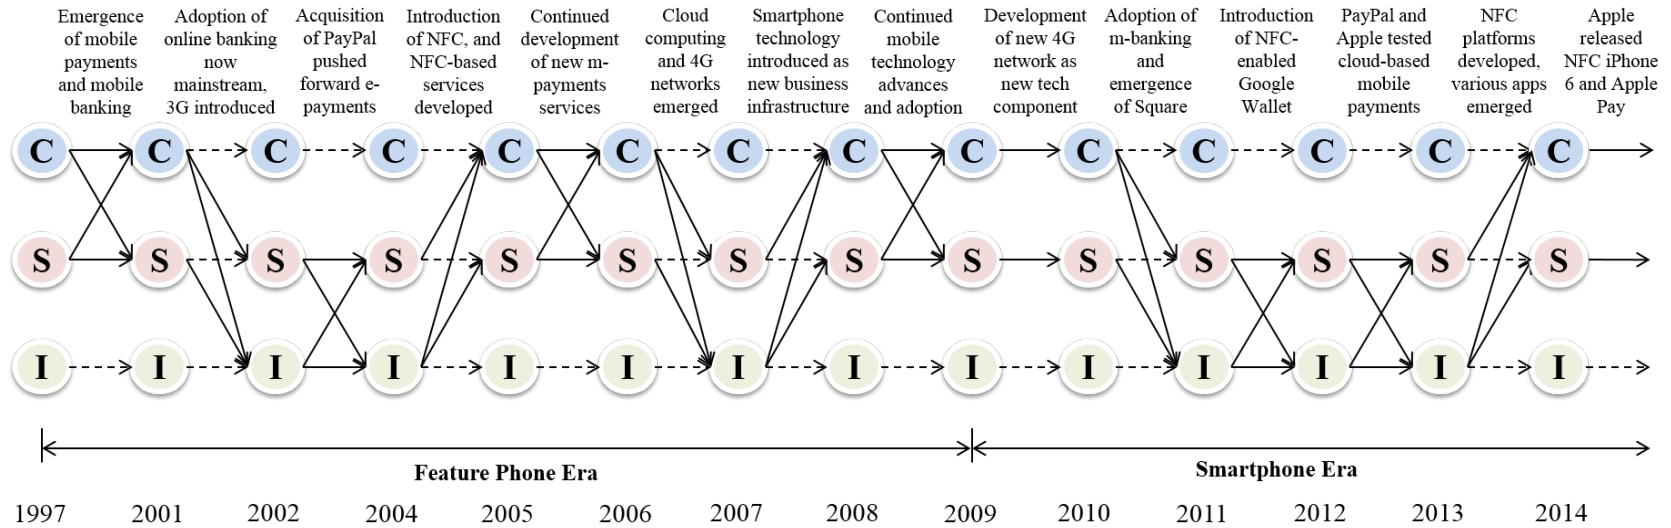 Emergence
of mobile
payments
and mobile
banking
Adoption of
online banking
now
mainstream,
3G introduced
Acquisition
of PayPal
pushed
forward e-
payments
Introduction
of NFC, and
NFC-based
services
developed
Continued
development
of new m-
payments
services
Cloud
computing
and 4G
networks
emerged
Smartphone
technology
introduced as
new business
infrastructure
Continued
mobile
technology
advances
and adoption
Development
of new 4G
network as
new tech
component
Adoption of
m-banking
and
emergence
of Square
Introduction
of NFC-
enabled
Google
Wallet
PayPal and
Apple tested
cloud-based
mobile
payments
NFC
platforms
developed,
various apps
emerged
Apple
released
NFC iPhone
6 and Apple
Pay
C C C C C C C C C C C C C C
S S S S S S S S S S S S S S
I I I I I I I I I I I I I I
Feature Phone Era
Smartphone Era
1997 2001 2002 2004 2005 2006 2007 2008 2009 2010 2011 2012 2013 2014